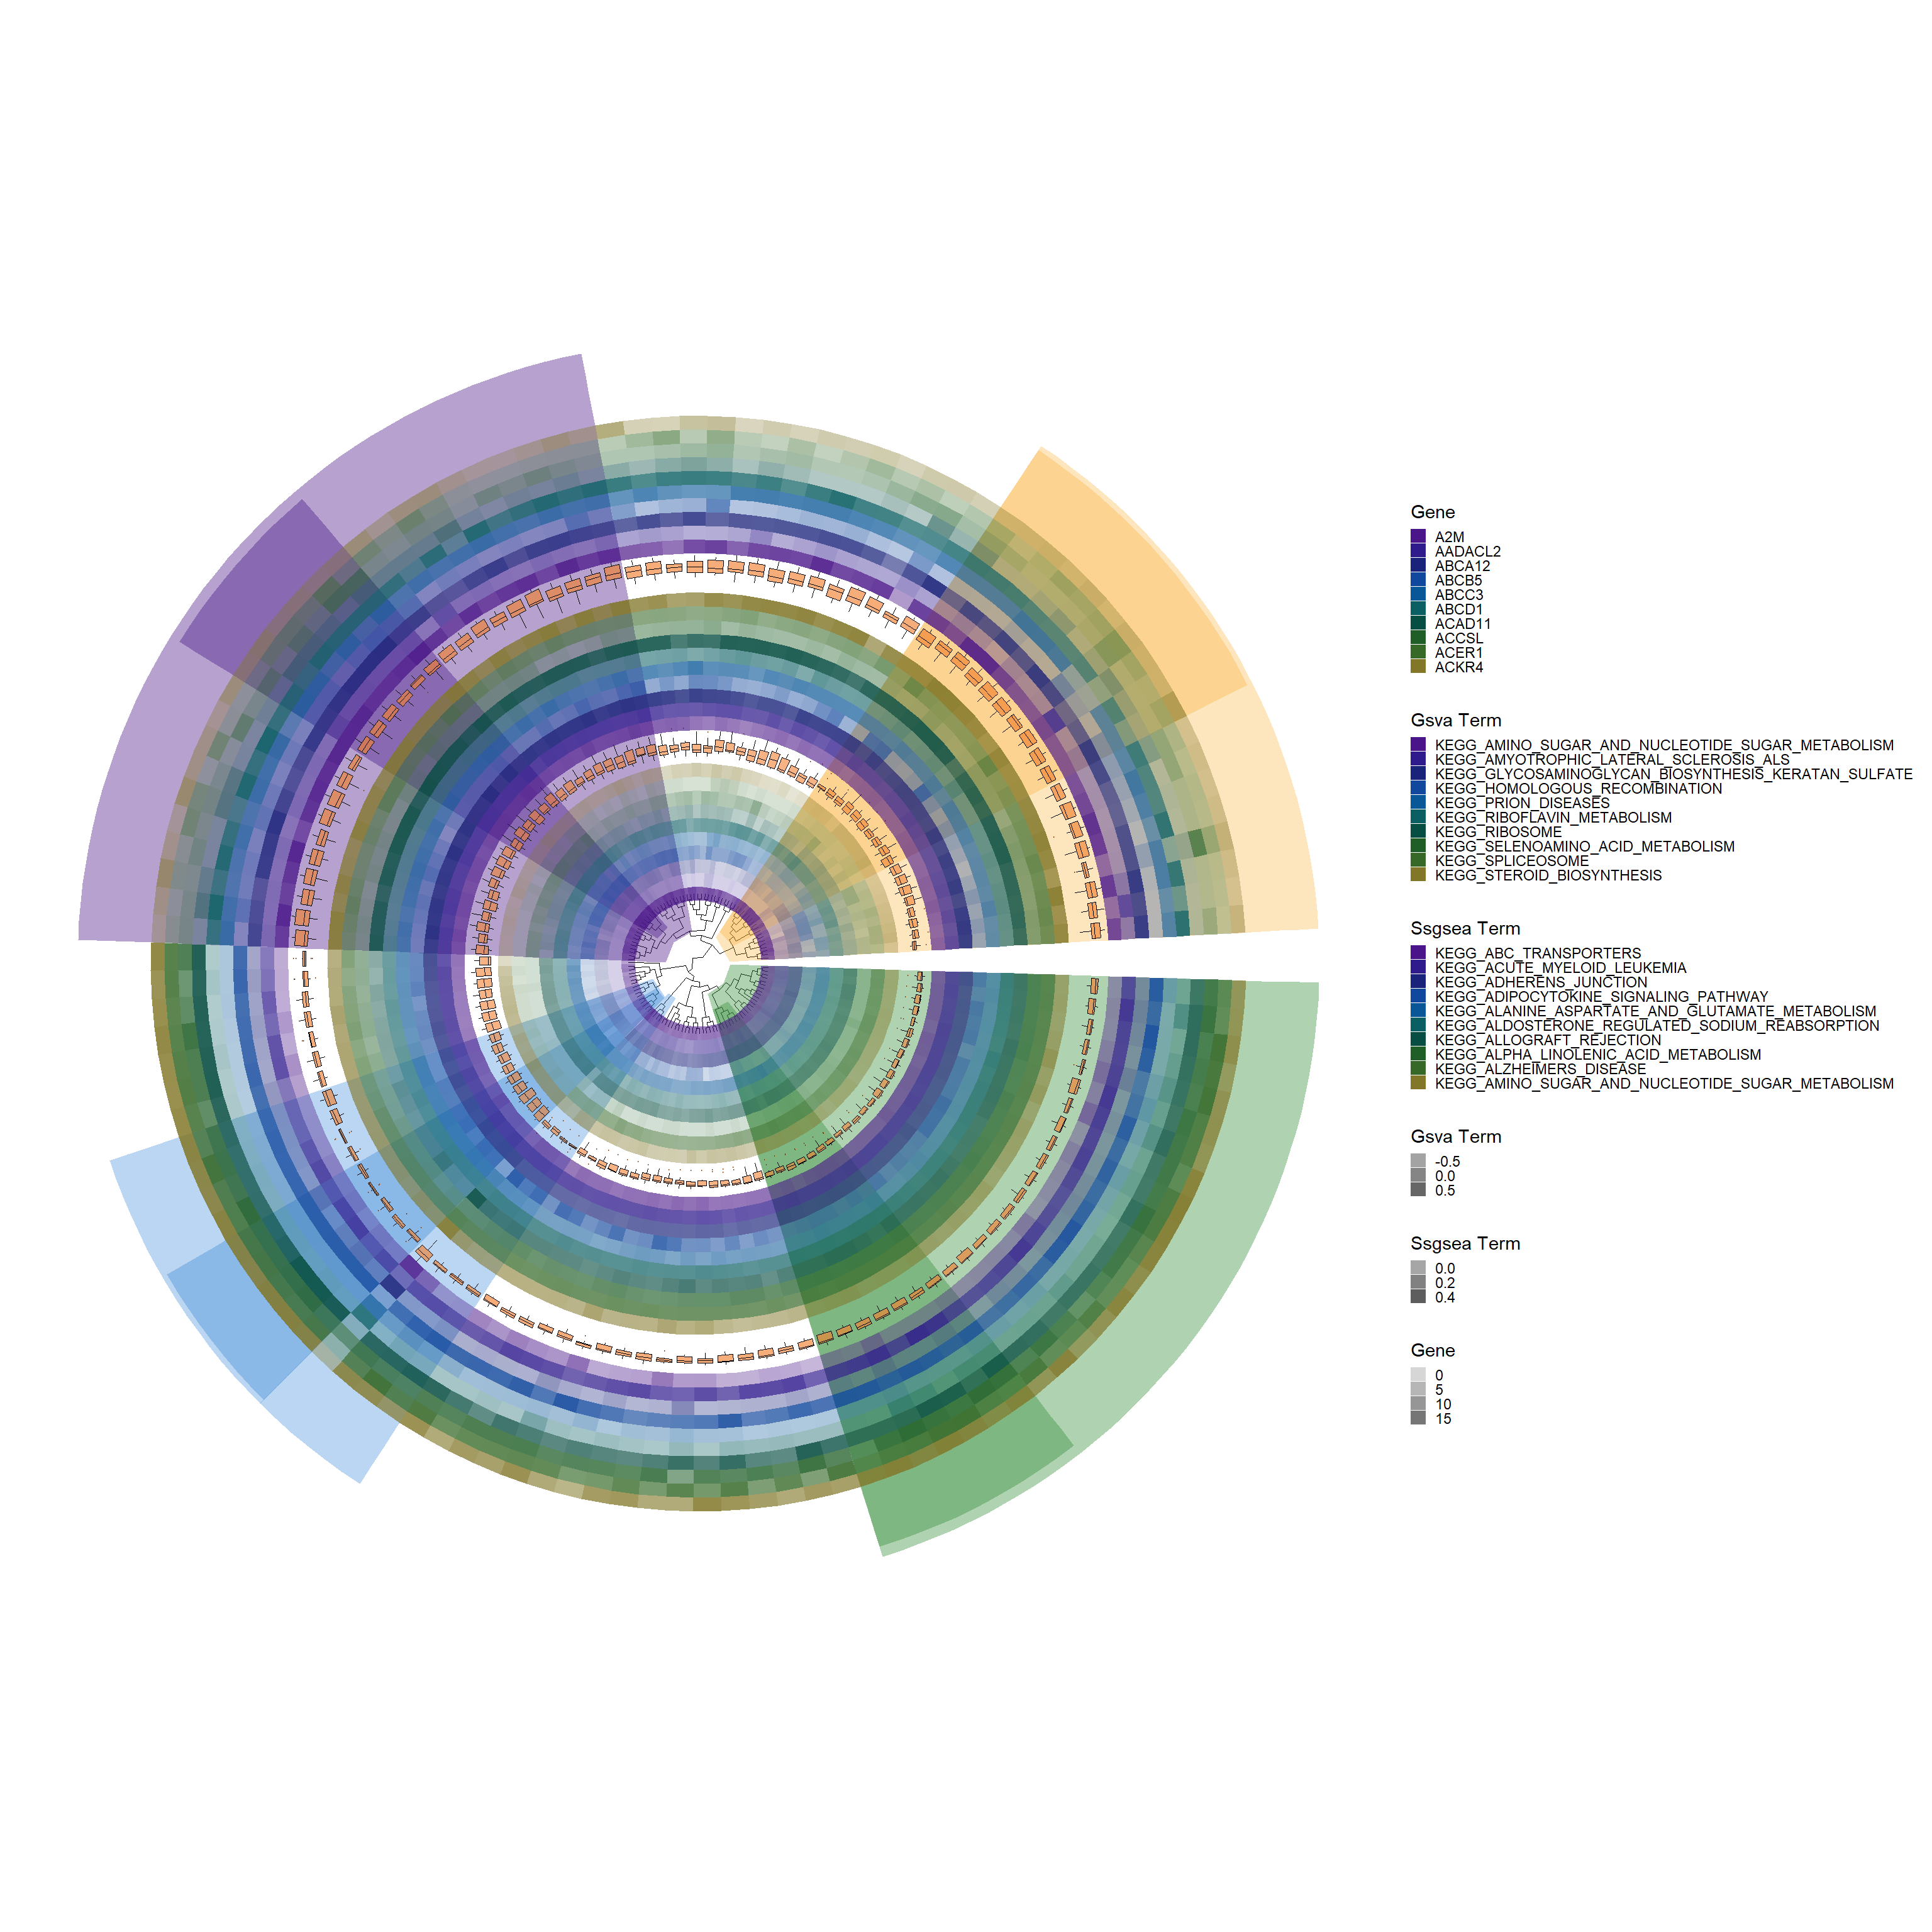 Gene
A2M
AADACL2
ABCA12
ABCB5
ABCC3
ABCD1
ACAD11
ACCSL
ACER1
ACKR4
Gsva Term
KEGG_AMINO_SUGAR_AND_NUCLEOTIDE_SUGAR_METABOLISM
KEGG_AMYOTROPHIC_LATERAL_SCLEROSIS_ALS
KEGG_GLYCOSAMINOGLYCAN_BIOSYNTHESIS_KERATAN_SULFATE
KEGG_HOMOLOGOUS_RECOMBINATION
KEGG_PRION_DISEASES
KEGG_RIBOFLAVIN_METABOLISM
KEGG_RIBOSOME
KEGG_SELENOAMINO_ACID_METABOLISM
KEGG_SPLICEOSOME
KEGG_STEROID_BIOSYNTHESIS
Ssgsea Term
KEGG_ABC_TRANSPORTERS
KEGG_ACUTE_MYELOID_LEUKEMIA
KEGG_ADHERENS_JUNCTION
KEGG_ADIPOCYTOKINE_SIGNALING_PATHWAY
KEGG_ALANINE_ASPARTATE_AND_GLUTAMATE_METABOLISM
KEGG_ALDOSTERONE_REGULATED_SODIUM_REABSORPTION
KEGG_ALLOGRAFT_REJECTION
KEGG_ALPHA_LINOLENIC_ACID_METABOLISM
KEGG_ALZHEIMERS_DISEASE
KEGG_AMINO_SUGAR_AND_NUCLEOTIDE_SUGAR_METABOLISM
Gsva Term
-0.5
0.0
0.5
Ssgsea Term
0.0
0.2
0.4
Gene
0
5
10
15